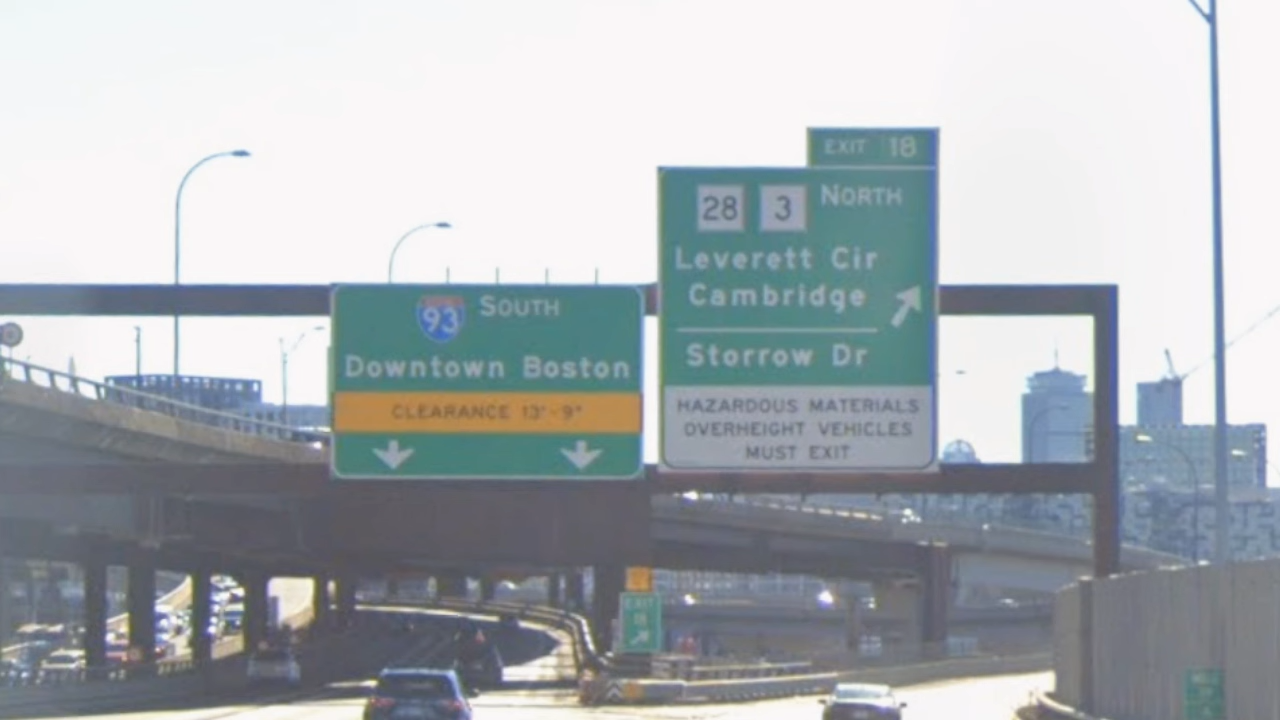 93 SOUTH
Downtown Boston
CLEARANCE 13'-9"
EXIT 18
28 3 NORTH
Leverett Cir
Cambridge
Storrow Dr
HAZARDOUS MATERIALS
OVERHEIGHT VEHICLES
MUST EXIT
EXIT
18